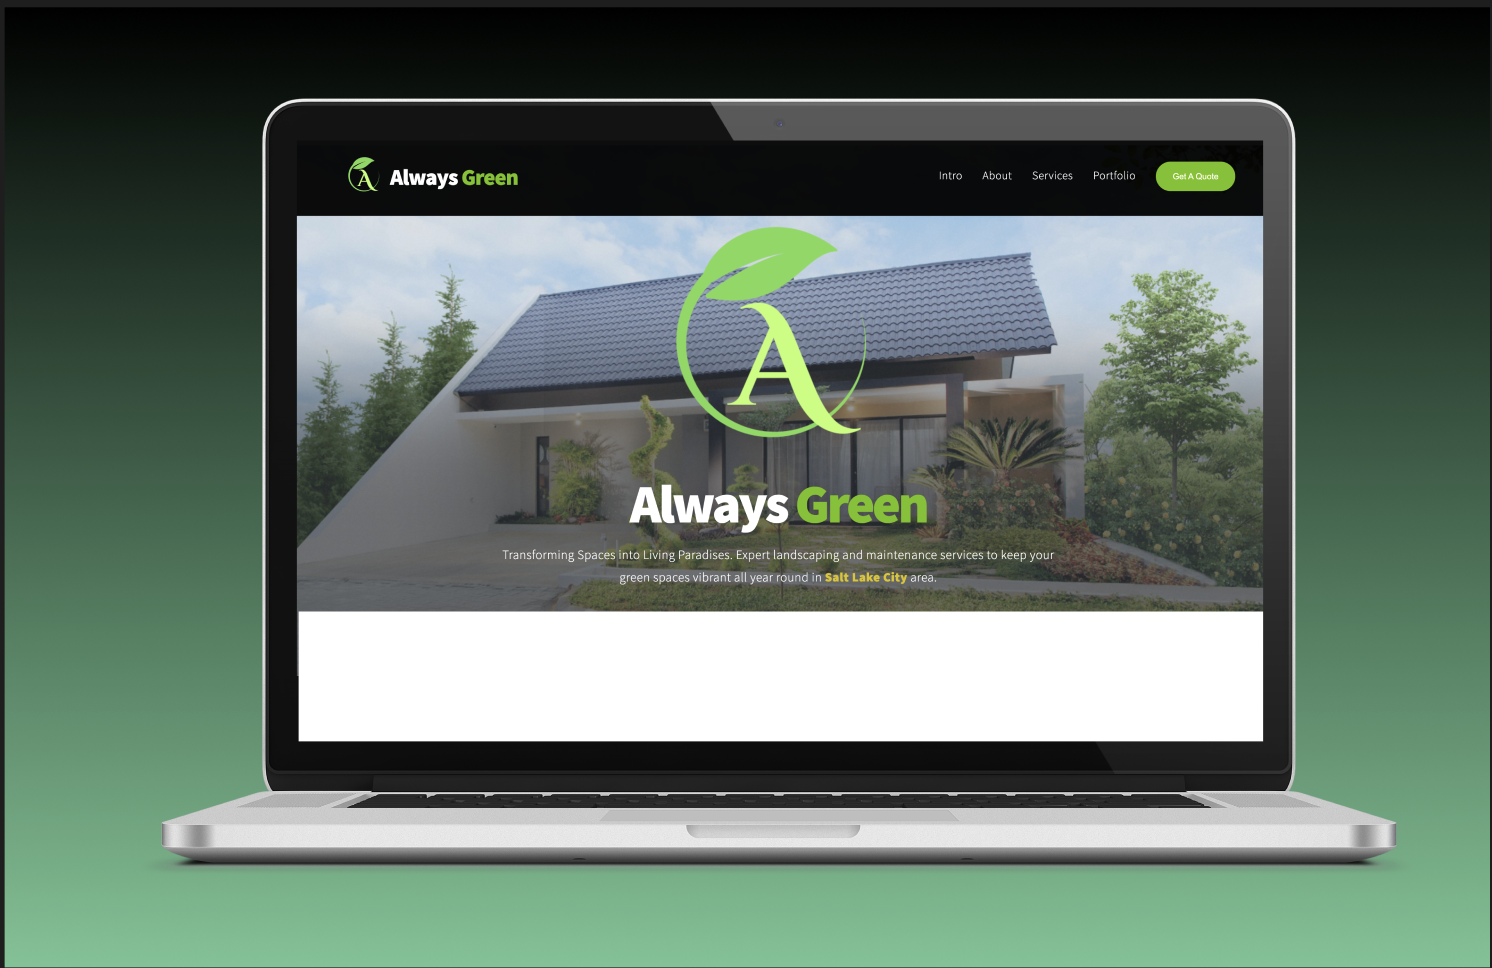 A Always Green
Intro About Services Portfolio Get A Quote
A
Always Green
Transforming Spaces into Living Paradises. Expert landscaping and maintenance services to keep your
green spaces vibrant all year round in Salt Lake City area.